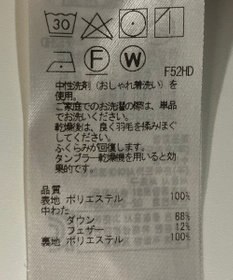 30
F
W
F52HD
中性洗剤(おしゃれ着洗い)を
使用。
ご家庭でのお洗濯の際は、単品
でお洗いください。
乾燥後は、良く羽毛を揉みほぐ
してください。
ふくらみが回復します。
タンブラー乾燥機を用いると効
果的です。
品質
表地 ポリエステル 100%
中わた
ダウン 88%
フェザー 12%
裏地 ポリエステル 100%